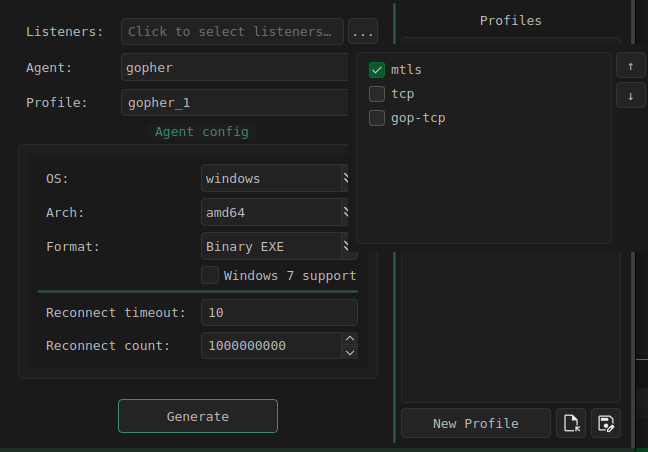 Profiles
Listeners:
Click to select listeners...
...
Agent:
gopher
Profile:
gopher_1
mtls
tcp
gop-tcp
↑
↓
Agent config
OS:
windows
Arch:
amd64
Format:
Binary EXE
Windows 7 support
Reconnect timeout:
10
Reconnect count:
1000000000
Generate
New Profile